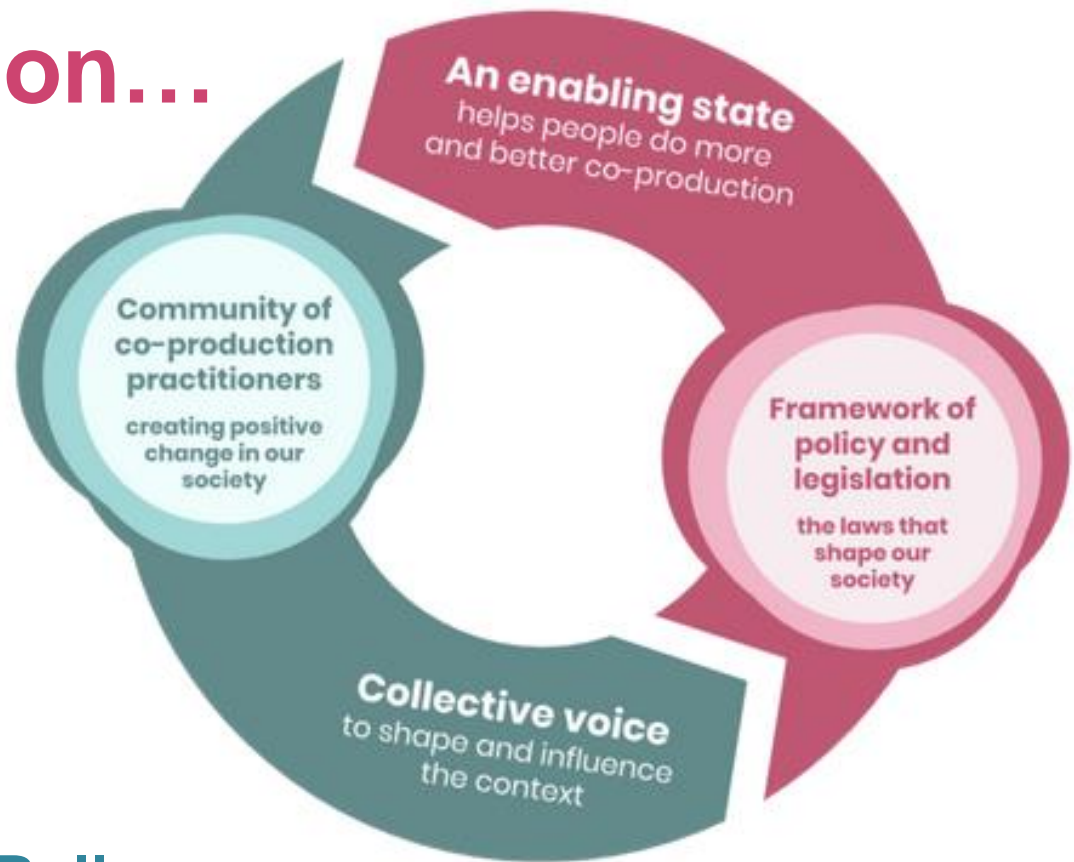 on...
An enabling state
helps people do more
and better co-production
Community of
co-production
practitioners
creating positive
change in our
society
Framework of
policy and
legislation
the laws that
shape our
society
Collective voice
to shape and influence
the context